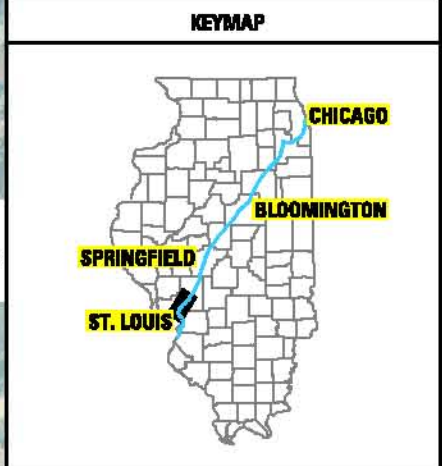 KEYMAP
CHICAGO
BLOOMINGTON
SPRINGFIELD
ST. LOUIS